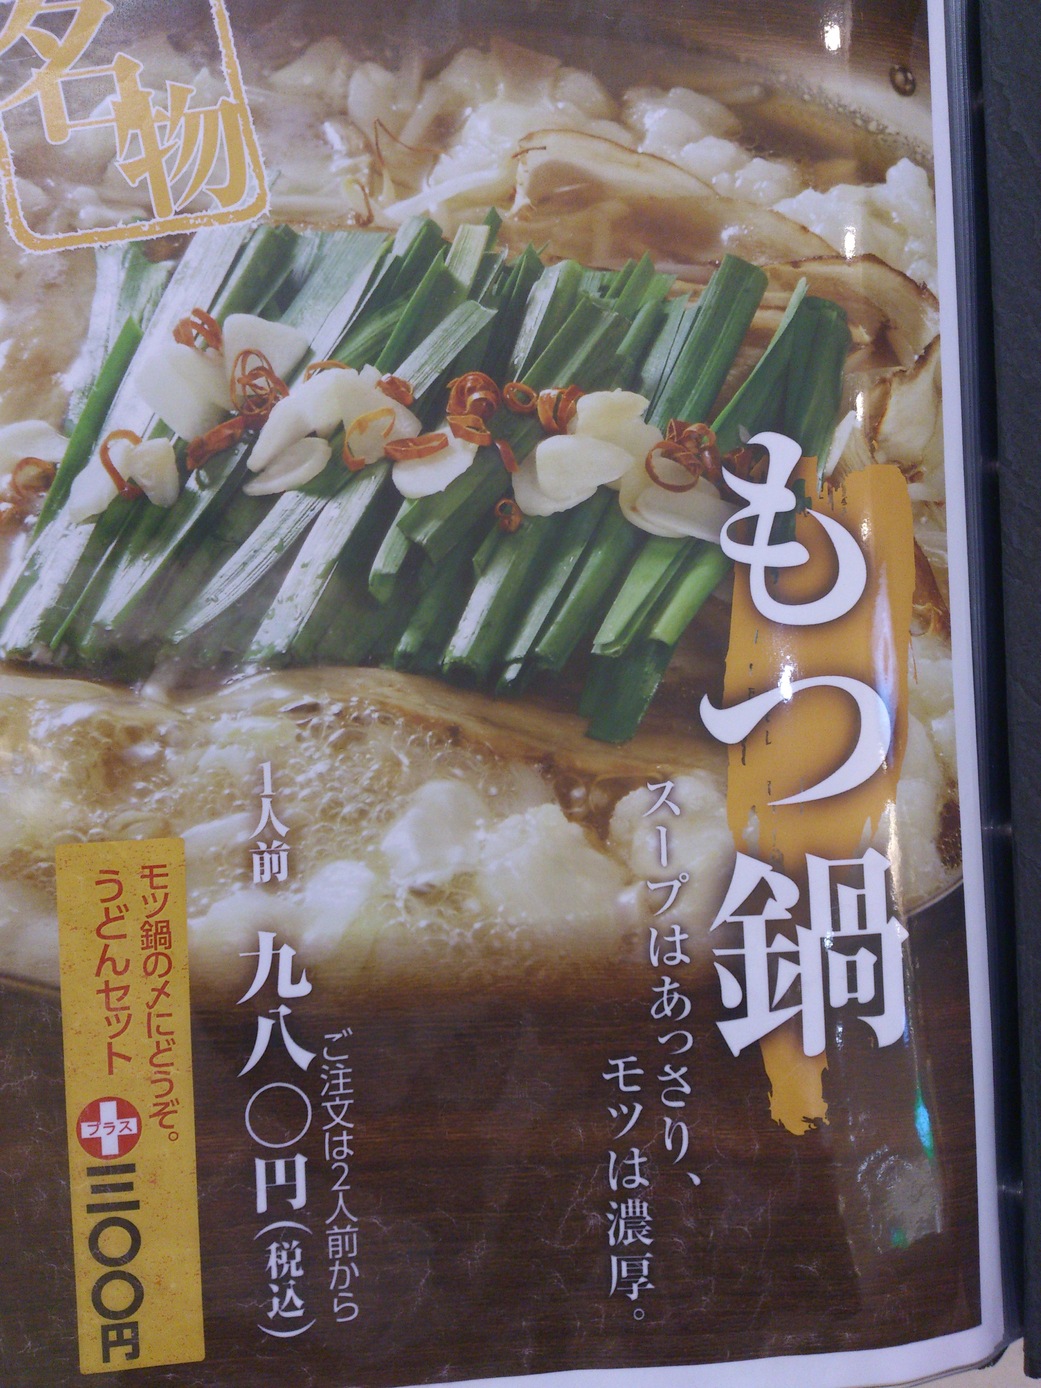 名物
もつ鍋
スープはあっさり、
モツは濃厚。
1人前 九八〇円(税込)
ご注文は2人前から
モツ鍋の〆にどうぞ。
うどんセット プラス 三〇〇円